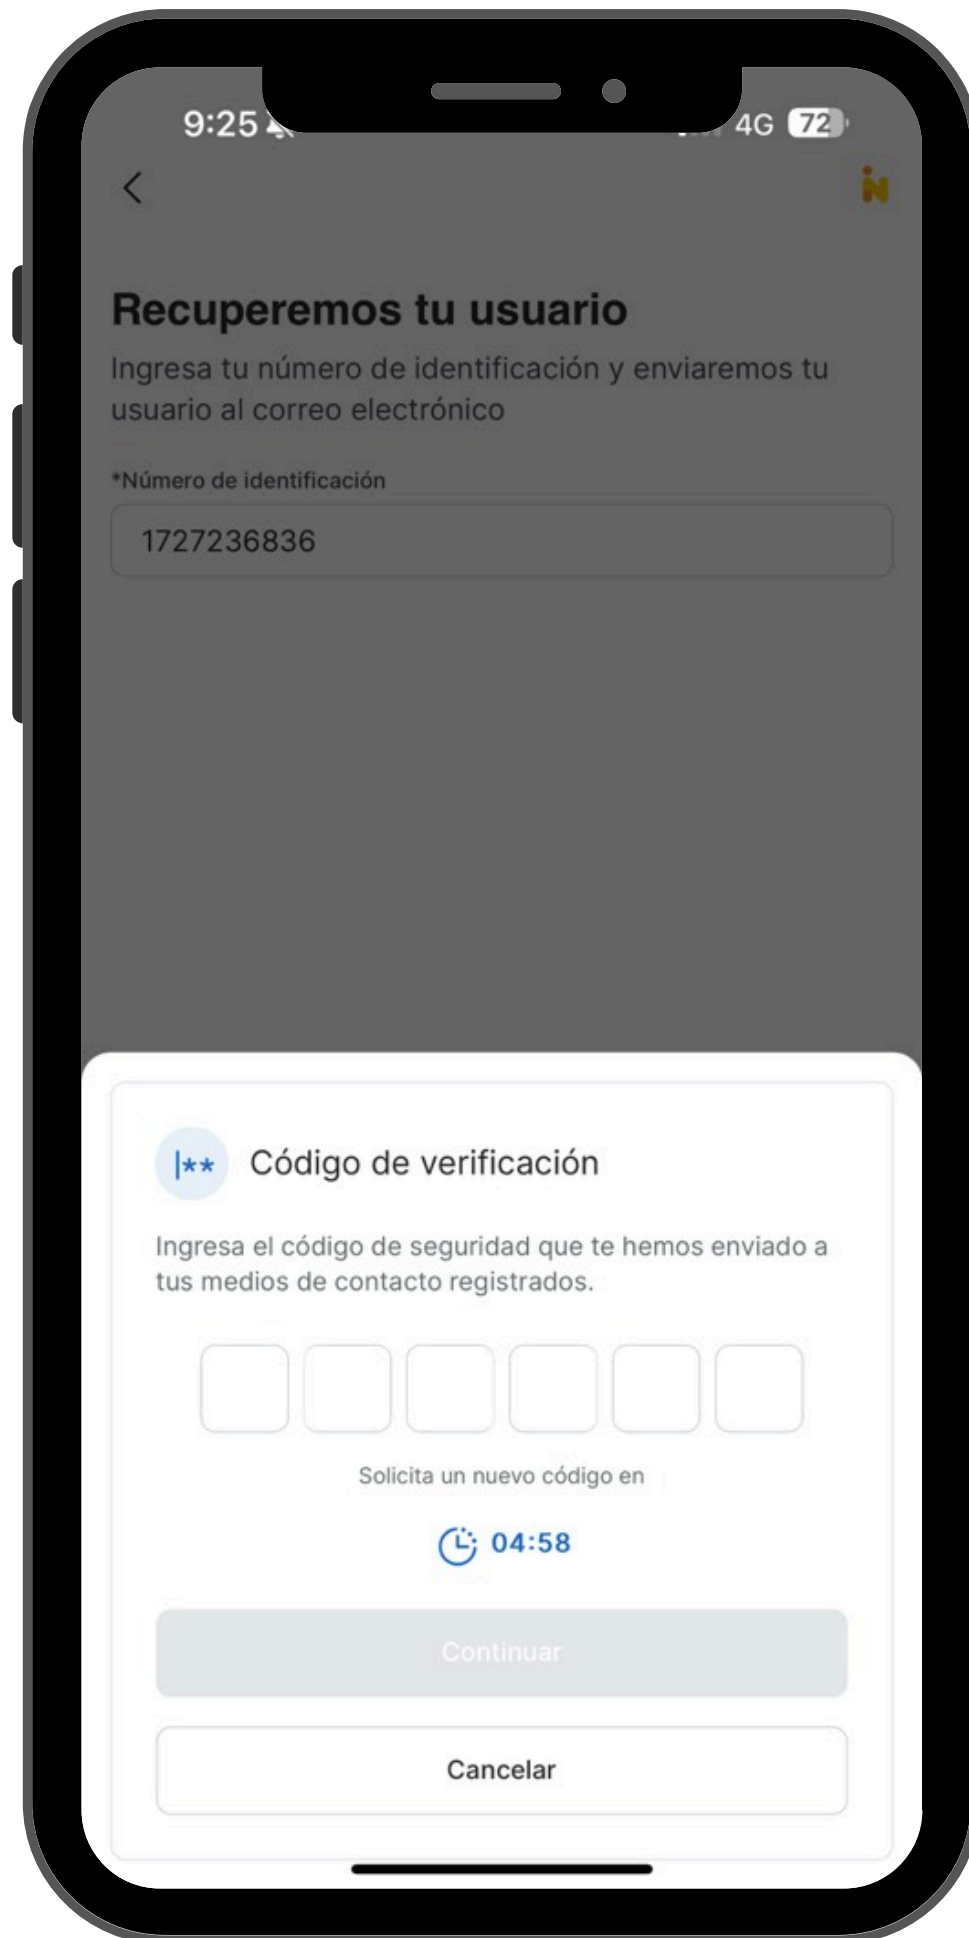 9:25
4G 72
Recuperemos tu usuario
Ingresa tu número de identificación y enviaremos tu
usuario al correo electrónico
*Número de identificación
1727236836
|**
Código de verificación
Ingresa el código de seguridad que te hemos enviado a
tus medios de contacto registrados.
Solicita un nuevo código en
04:58
Continuar
Cancelar